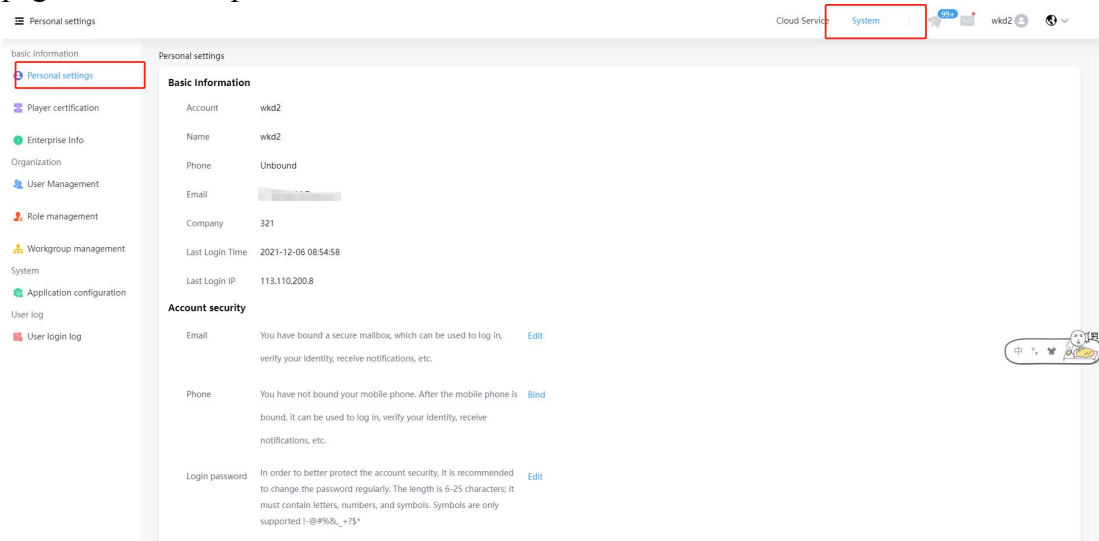 Personal settings
Cloud Service System 99+ wkd2
basic information
Personal settings
Player certification
Enterprise Info
Organization
User Management
Role management
Workgroup management
System
Application configuration
User log
User login log
Personal settings
Basic Information
Account wkd2
Name wkd2
Phone Unbound
Email
Company 321
Last Login Time 2021-12-06 08:54:58
Last Login IP 113.110.200.8
Account security
Email You have bound a secure mailbox, which can be used to log in, Edit
verify your identity, receive notifications, etc.
Phone You have not bound your mobile phone. After the mobile phone is Bind
bound, it can be used to log in, verify your identity, receive
notifications, etc.
Login password In order to better protect the account security, it is recommended Edit
to change the password regularly. The length is 6-25 characters; it
must contain letters, numbers, and symbols. Symbols are only
supported !-@#%&,_+?$*
中 °,